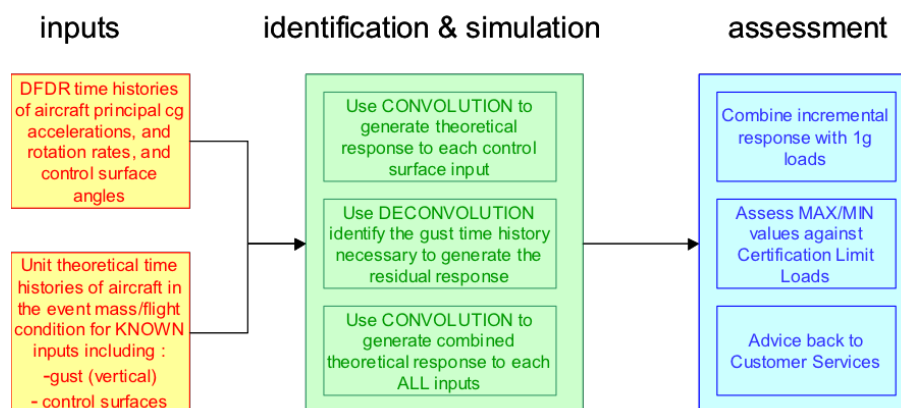 inputs
identification & simulation
assessment
DFDR time histories
of aircraft principal cg
accelerations, and
rotation rates, and
control surface
angles
Unit theoretical time
histories of aircraft in
the event mass/flight
condition for KNOWN
inputs including :
-gust (vertical)
- control surfaces
Use CONVOLUTION to
generate theoretical
response to each control
surface input
Use DECONVOLUTION
identify the gust time history
necessary to generate the
residual response
Use CONVOLUTION to
generate combined
theoretical response to each
ALL inputs
Combine incremental
response with 1g
loads
Assess MAX/MIN
values against
Certification Limit
Loads
Advice back to
Customer Services